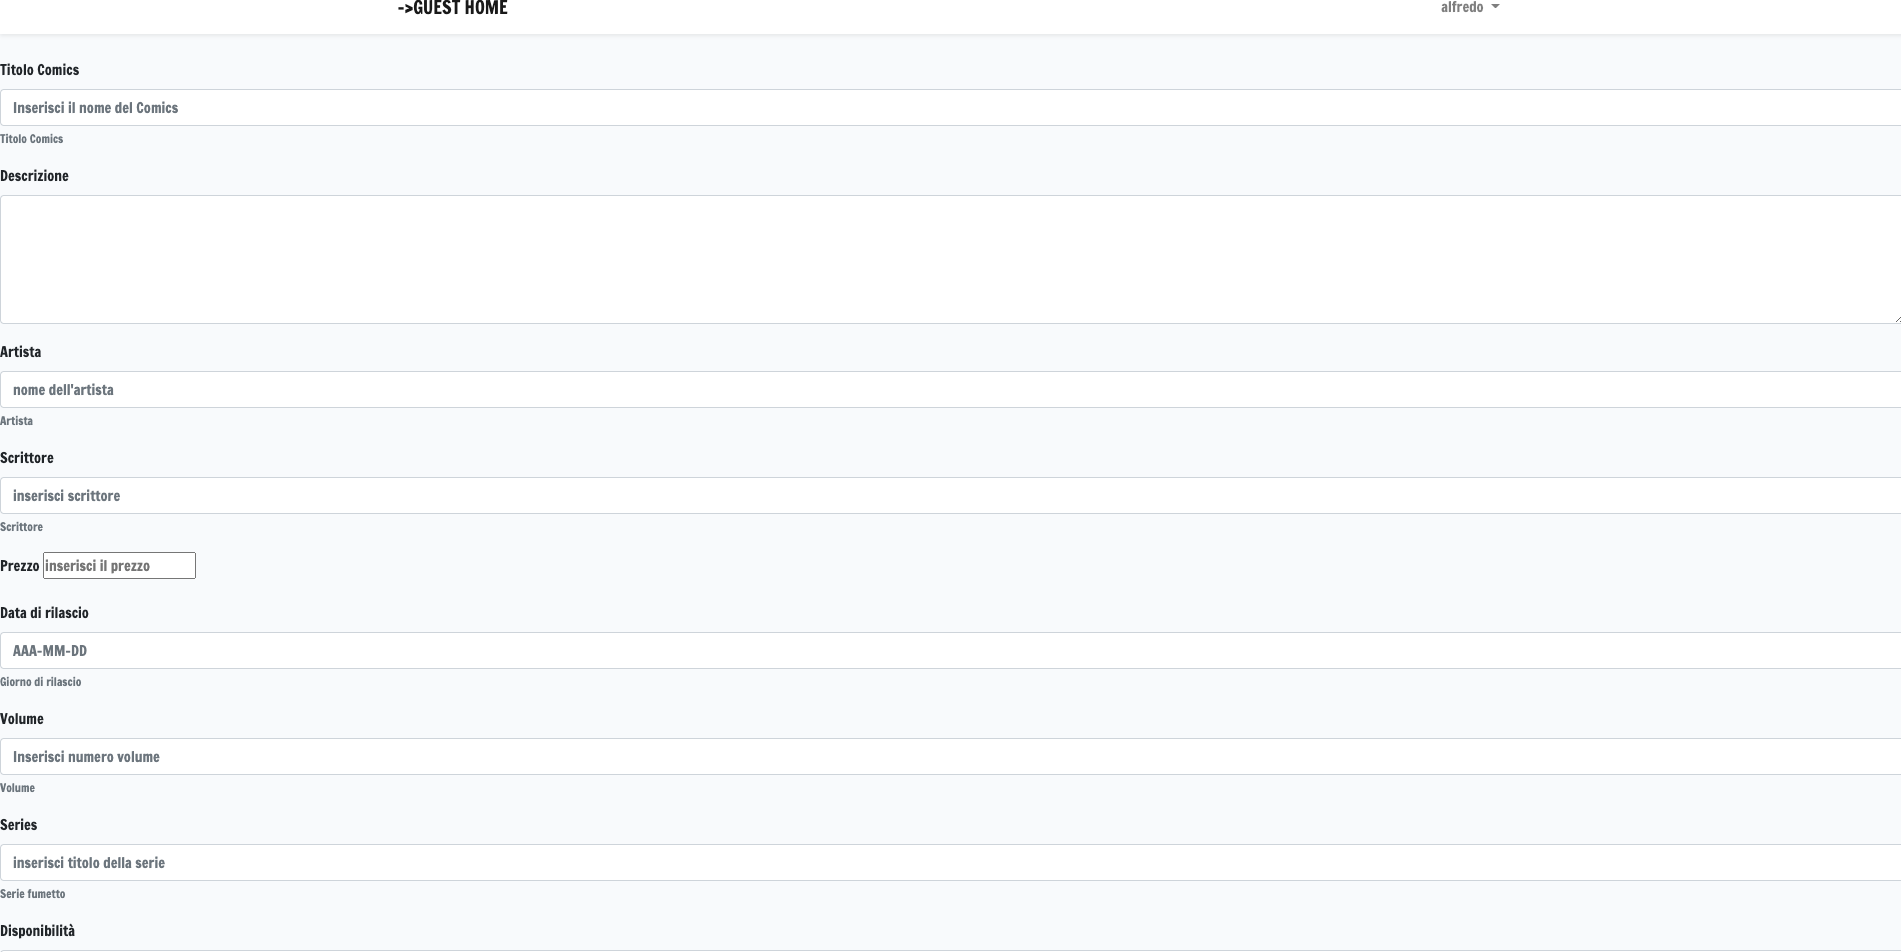 ->GUEST HOME
alfredo
Titolo Comics
Inserisci il nome del Comics
Titolo Comics
Descrizione
Artista
nome dell'artista
Artista
Scrittore
inserisci scrittore
Scrittore
Prezzo inserisci il prezzo
Data di rilascio
AAA-MM-DD
Giorno di rilascio
Volume
Inserisci numero volume
Volume
Series
inserisci titolo della serie
Serie fumetto
Disponibilità